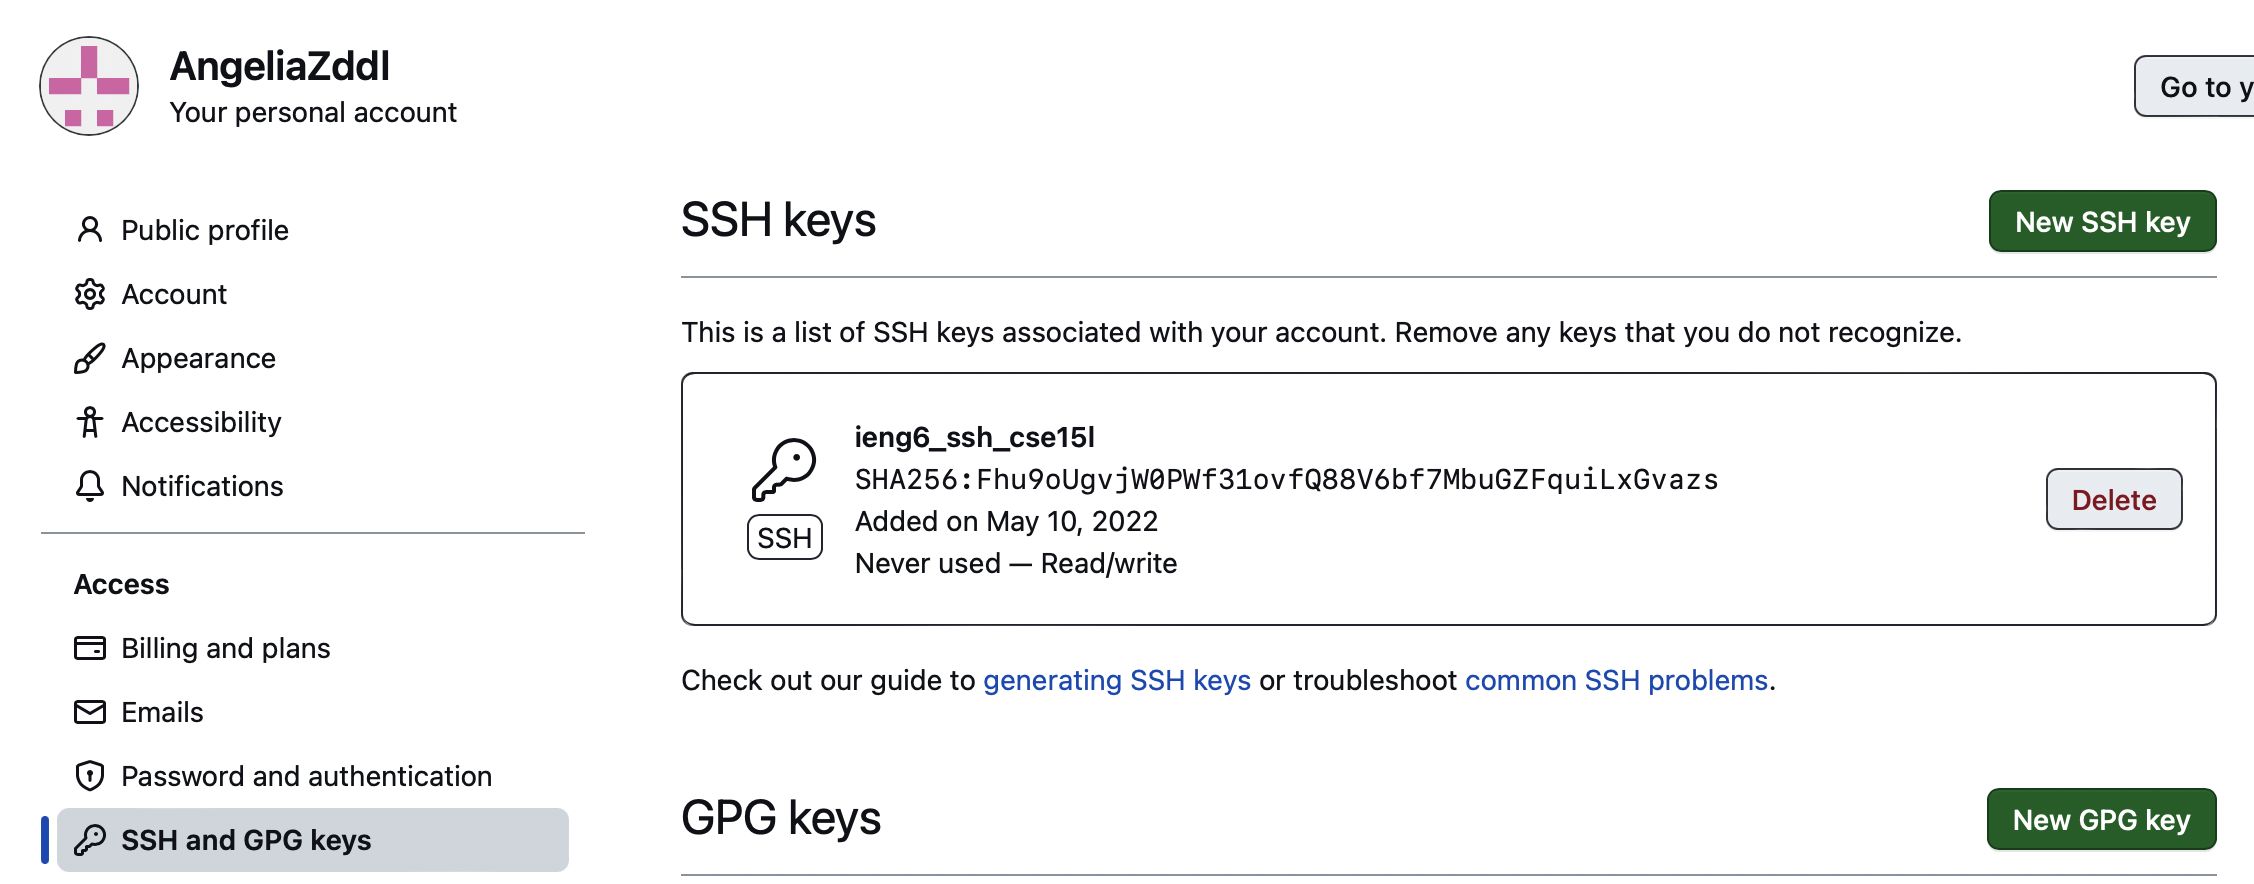 AngeliaZddl
Your personal account
Go to y
Public profile
Account
Appearance
Accessibility
Notifications
Access
Billing and plans
Emails
Password and authentication
SSH and GPG keys
SSH keys
New SSH key
This is a list of SSH keys associated with your account. Remove any keys that you do not recognize.
ieng6_ssh_cse15l
SHA256:Fhu9oUgvjW0PWf31ovfQ88V6bf7MbuGZFquiLxGvazs
Added on May 10, 2022
Never used — Read/write
SSH
Delete
Check out our guide to generating SSH keys or troubleshoot common SSH problems.
GPG keys
New GPG key